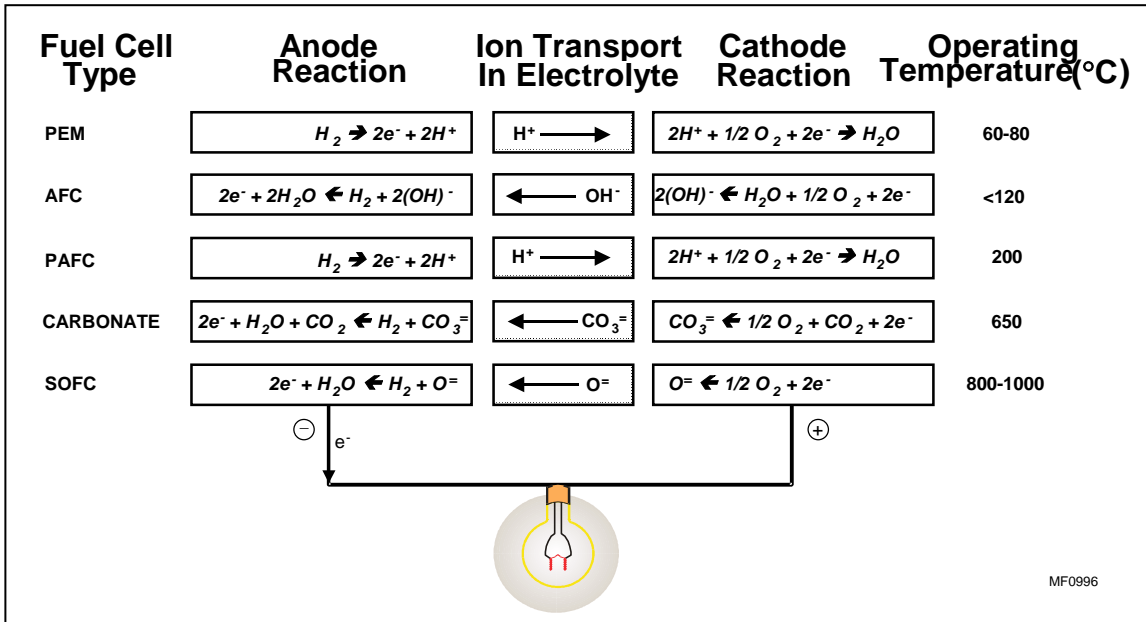 Fuel Cell Type Anode Reaction Ion Transport In Electrolyte Cathode Reaction Operating Temperature(°C)
PEM H₂ ➔ 2e⁻ + 2H⁺ H⁺ → 2H⁺ + 1/2 O₂ + 2e⁻ ➔ H₂O 60-80
AFC 2e⁻ + 2H₂O 🡰 H₂ + 2(OH)⁻ ← OH⁻ 2(OH)⁻ 🡰 H₂O + 1/2 O₂ + 2e⁻ <120
PAFC H₂ ➔ 2e⁻ + 2H⁺ H⁺ → 2H⁺ + 1/2 O₂ + 2e⁻ ➔ H₂O 200
CARBONATE 2e⁻ + H₂O + CO₂ 🡰 H₂ + CO₃⁼ ← CO₃⁼ CO₃⁼ 🡰 1/2 O₂ + CO₂ + 2e⁻ 650
SOFC 2e⁻ + H₂O 🡰 H₂ + O⁼ ← O⁼ O⁼ 🡰 1/2 O₂ + 2e⁻ 800-1000
− e⁻ +
MF0996